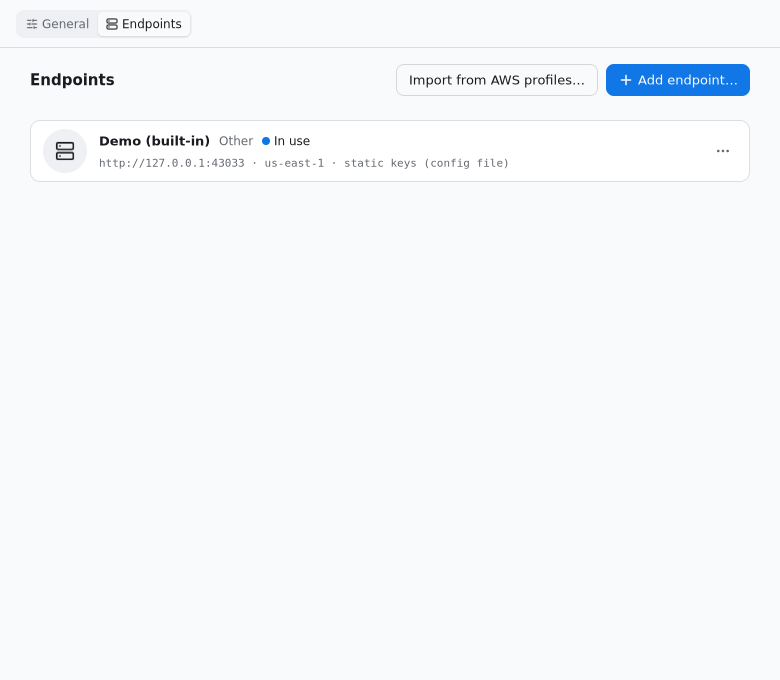 General Endpoints
Endpoints Import from AWS profiles… Add endpoint…
Demo (built-in) Other In use
http://127.0.0.1:43033 · us-east-1 · static keys (config file)